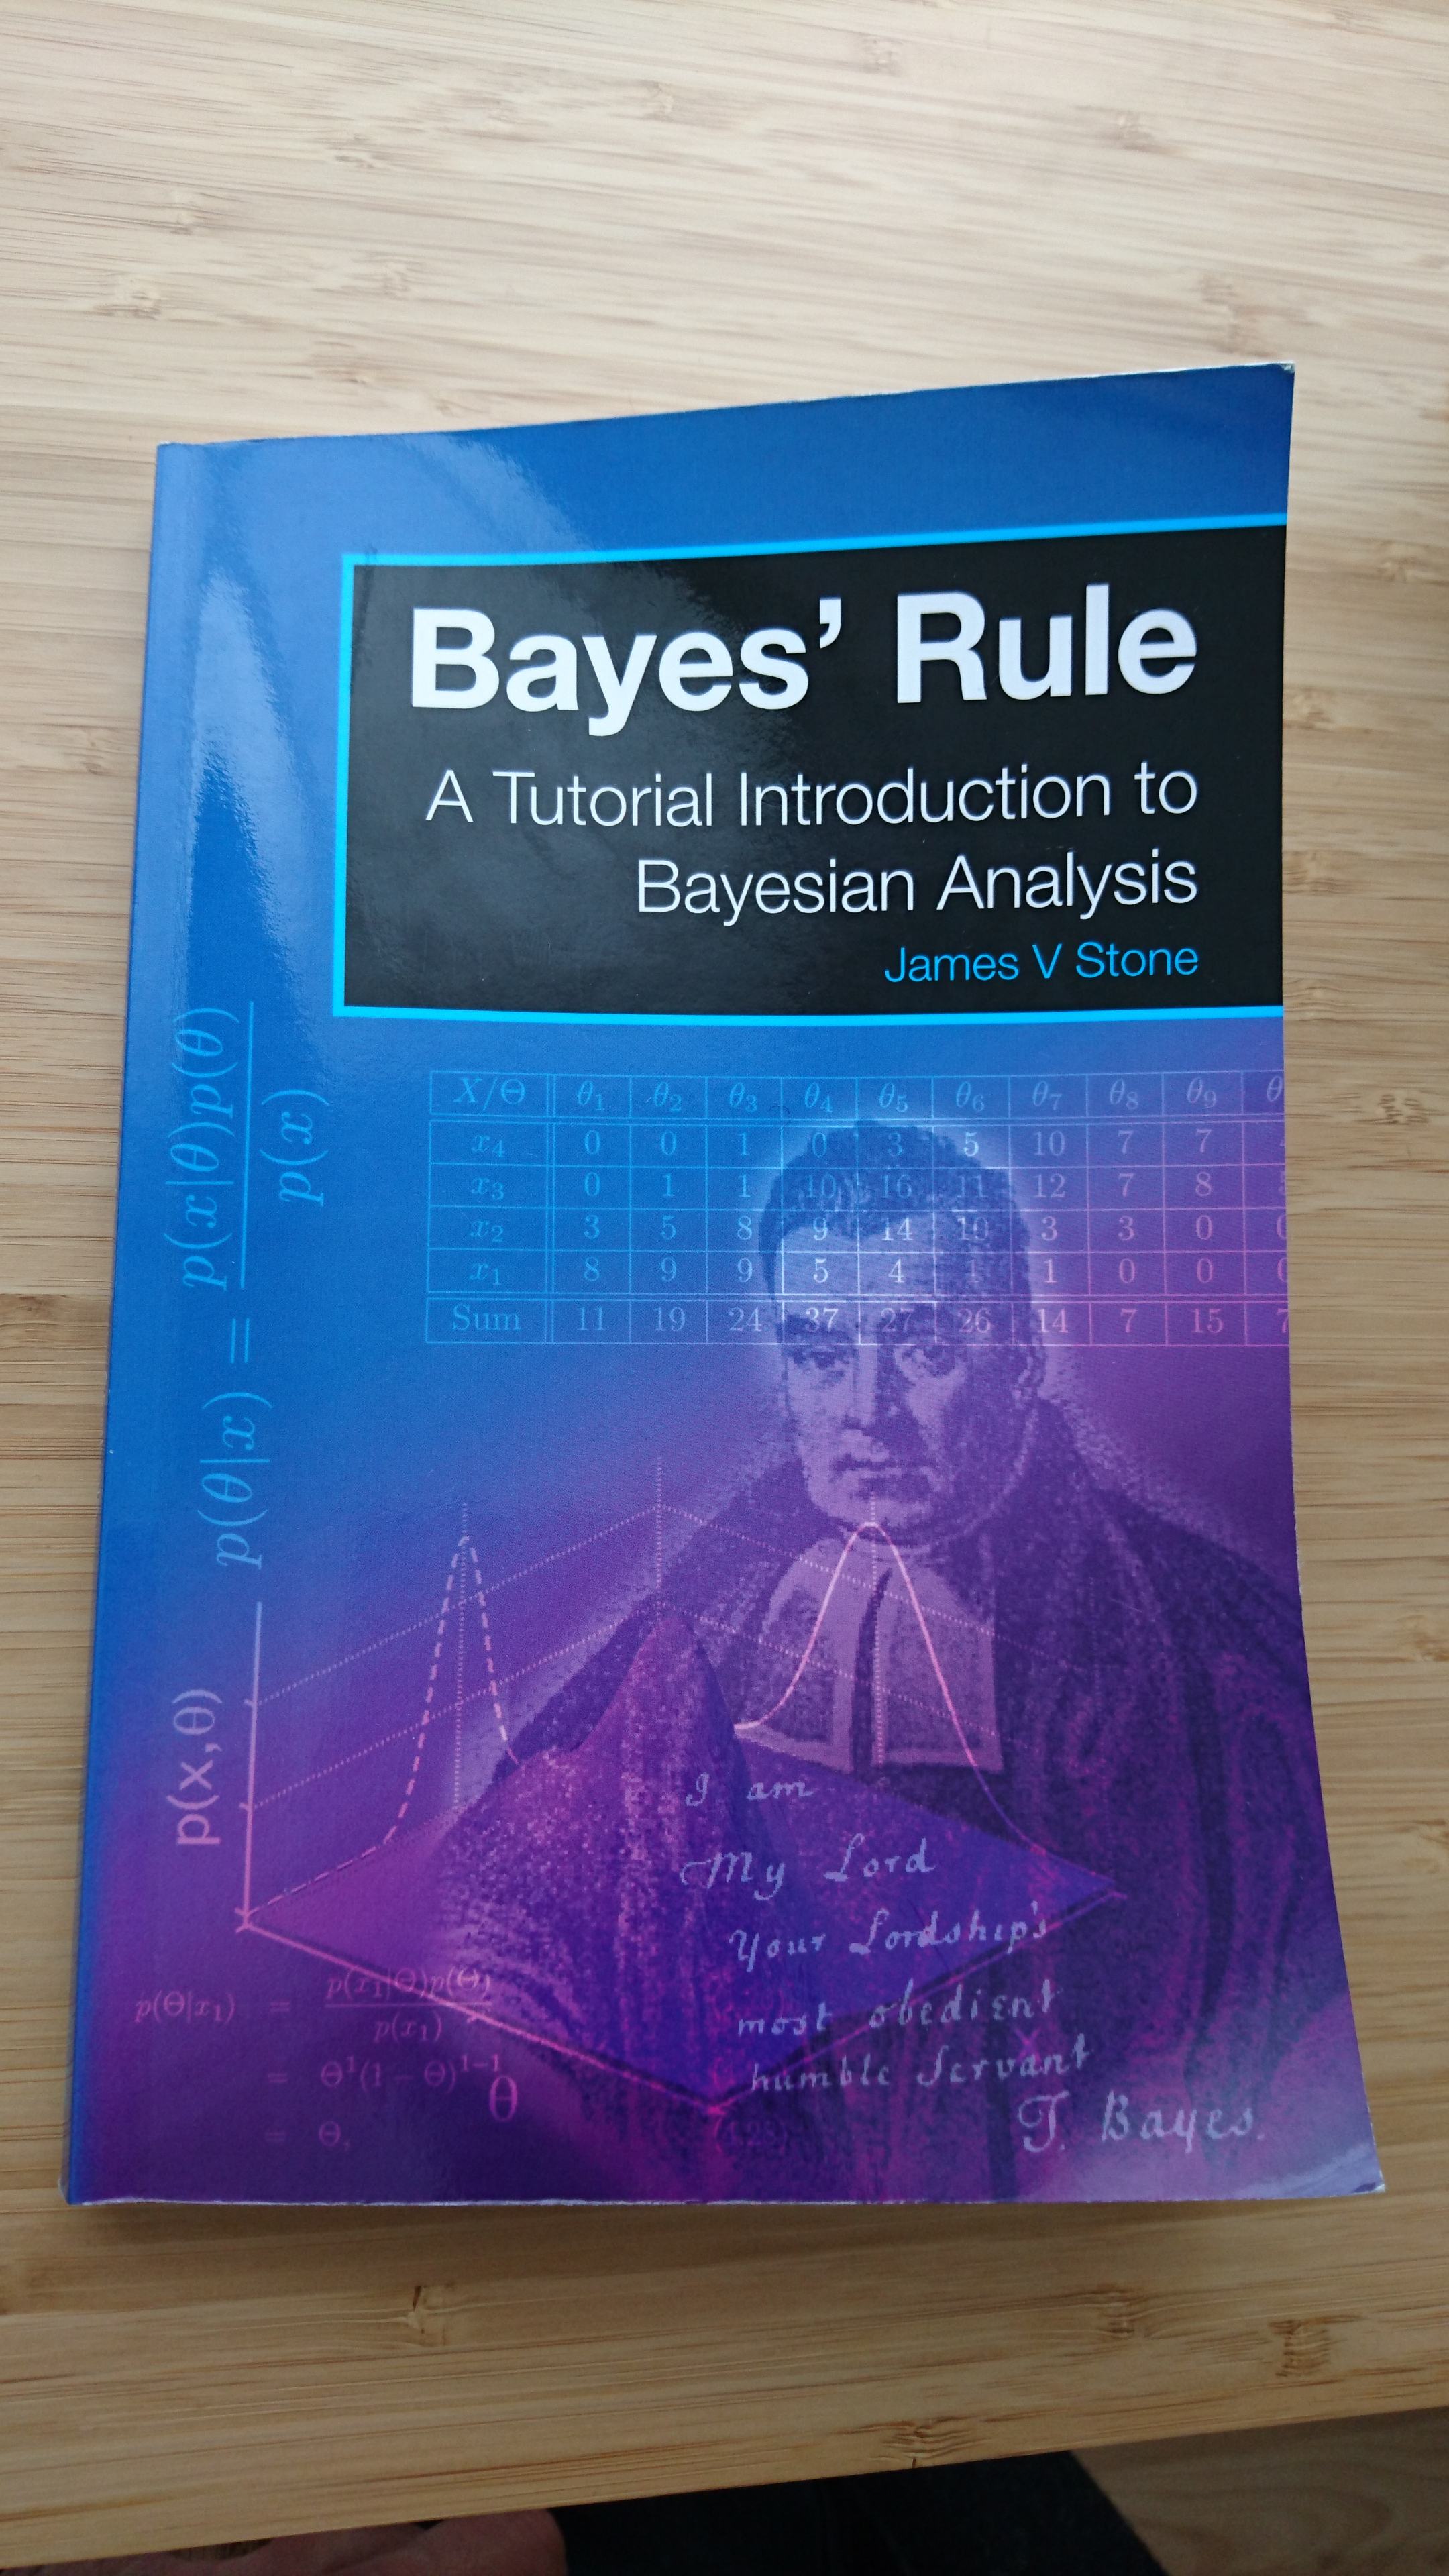 Bayes' Rule
A Tutorial Introduction to
Bayesian Analysis
James V Stone
p(θ|x) = p(x|θ)p(θ) / p(x)
X/Θ θ1 θ2 θ3 θ4 θ5 θ6 θ7 θ8 θ9
x4 0 0 1 0 3 5 10 7 7
x3 0 1 1 10 16 11 12 7 8
x2 3 5 8 9 14 10 3 3 0
x1 8 9 9 5 4 1 1 0 0
Sum 11 19 24 37 27 26 14 7 15 7
p(x,θ)
I am
My Lord
Your Lordship's
most obedient
humble Servant
T. Bayes.
p(Θ|x1) = p(x1|Θ)p(Θ) / p(x1)
= Θ^1(1 − Θ)^1−1
θ
= Θ,